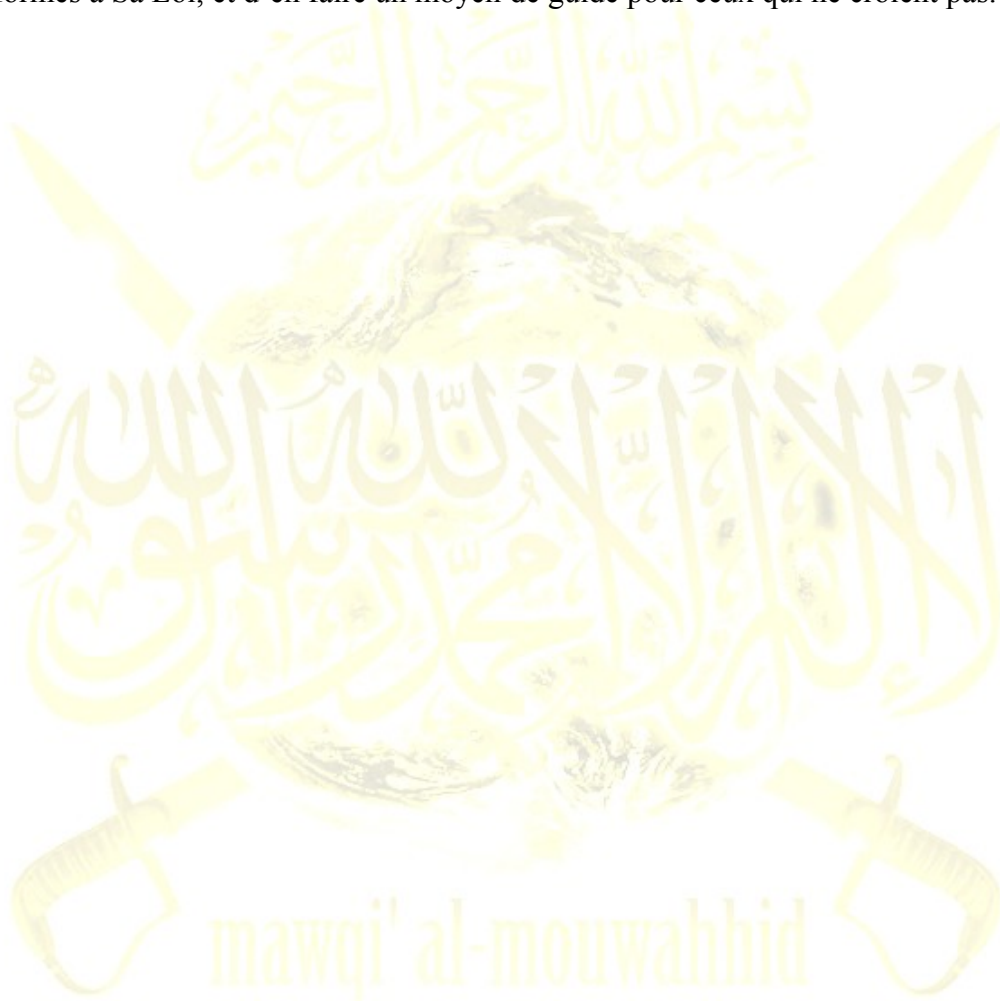 formes à Sa Loi, et d'en faire un moyen de guide pour ceux qui ne croient pas.
بسم الله الرحمن الرحيم
لا إله إلا الله محمد رسول الله
mawqi' al-mouwahhid